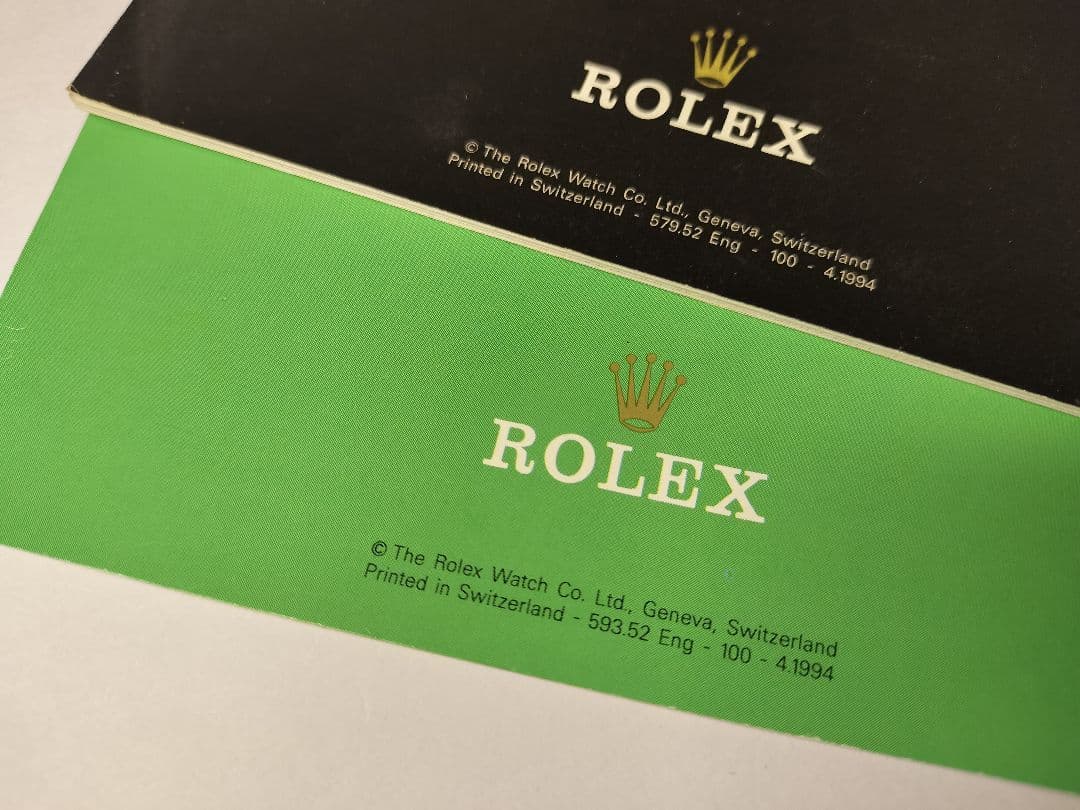 ROLEX
© The Rolex Watch Co. Ltd., Geneva, Switzerland
Printed in Switzerland - 579.52 Eng - 100 - 4.1994
ROLEX
© The Rolex Watch Co. Ltd., Geneva, Switzerland
Printed in Switzerland - 593.52 Eng - 100 - 4.1994